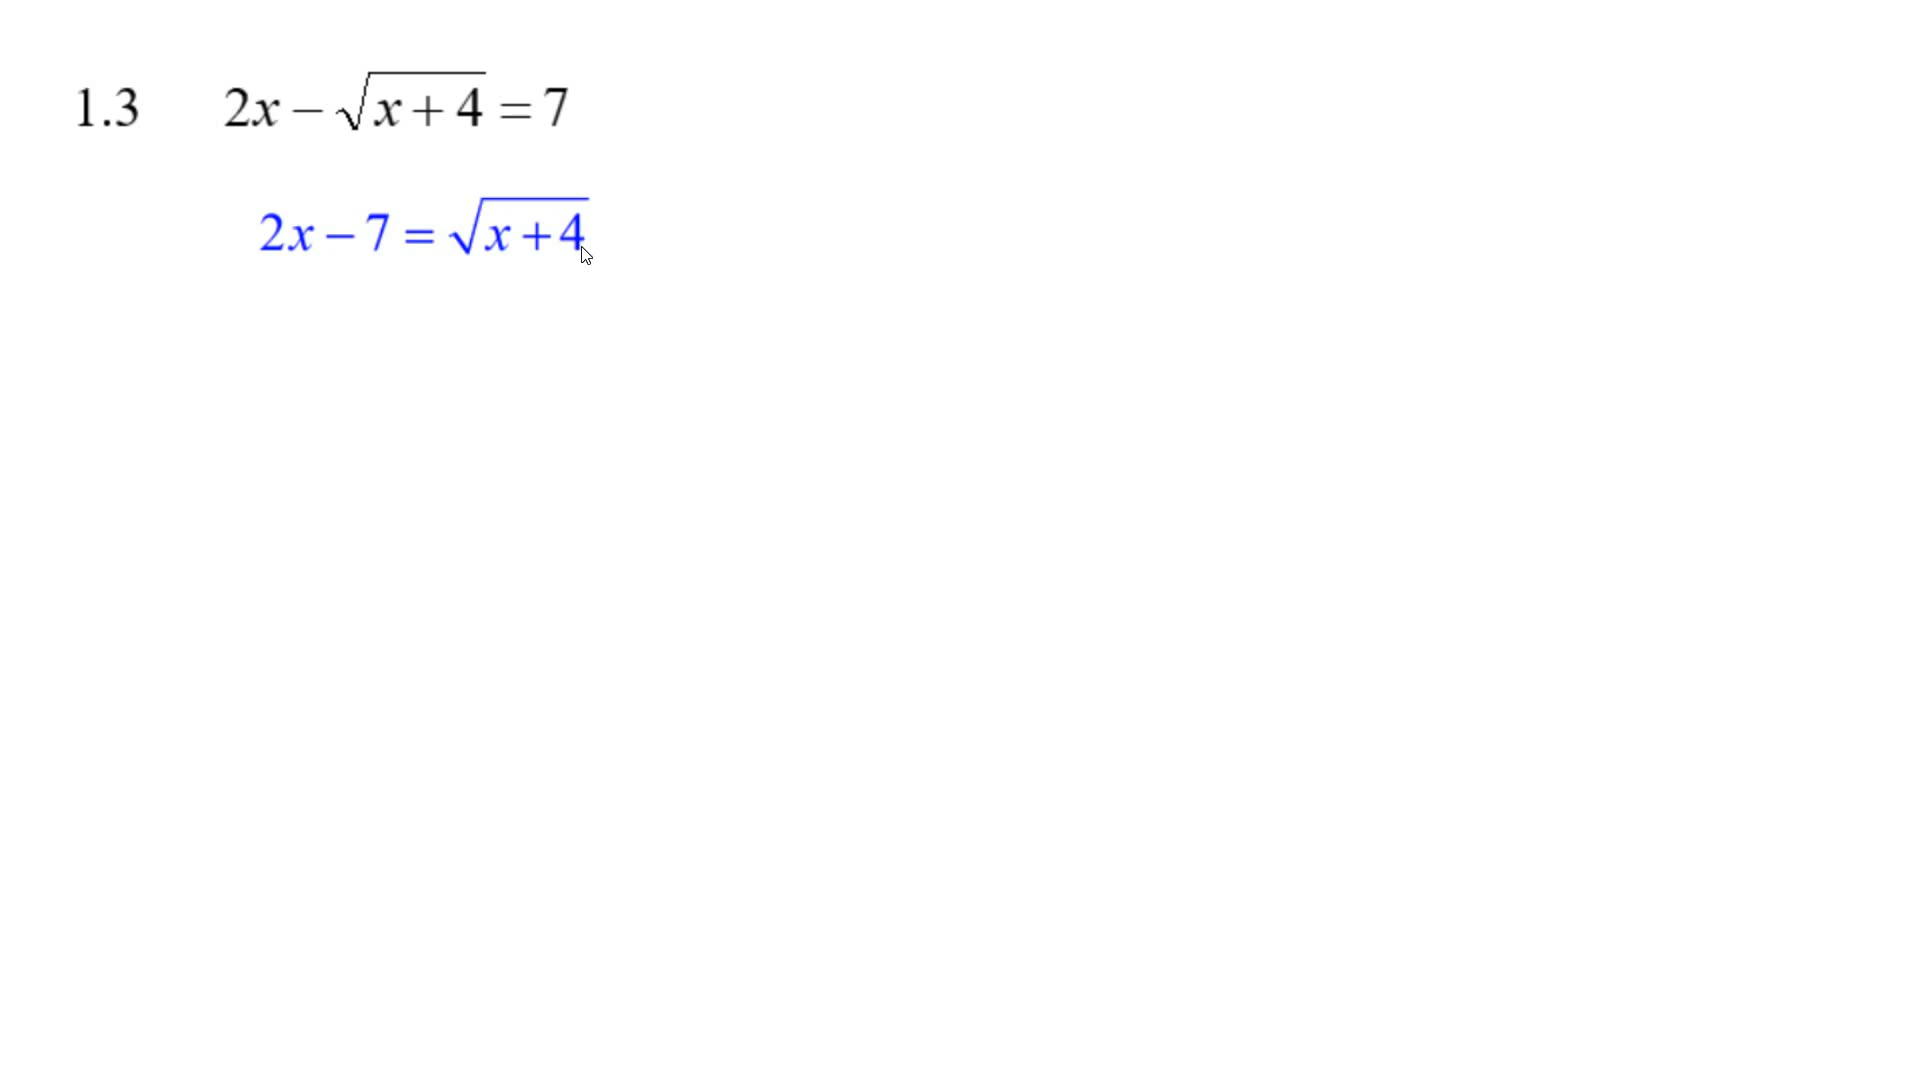 1.3 2x − √(x + 4) = 7
2x − 7 = √(x + 4)